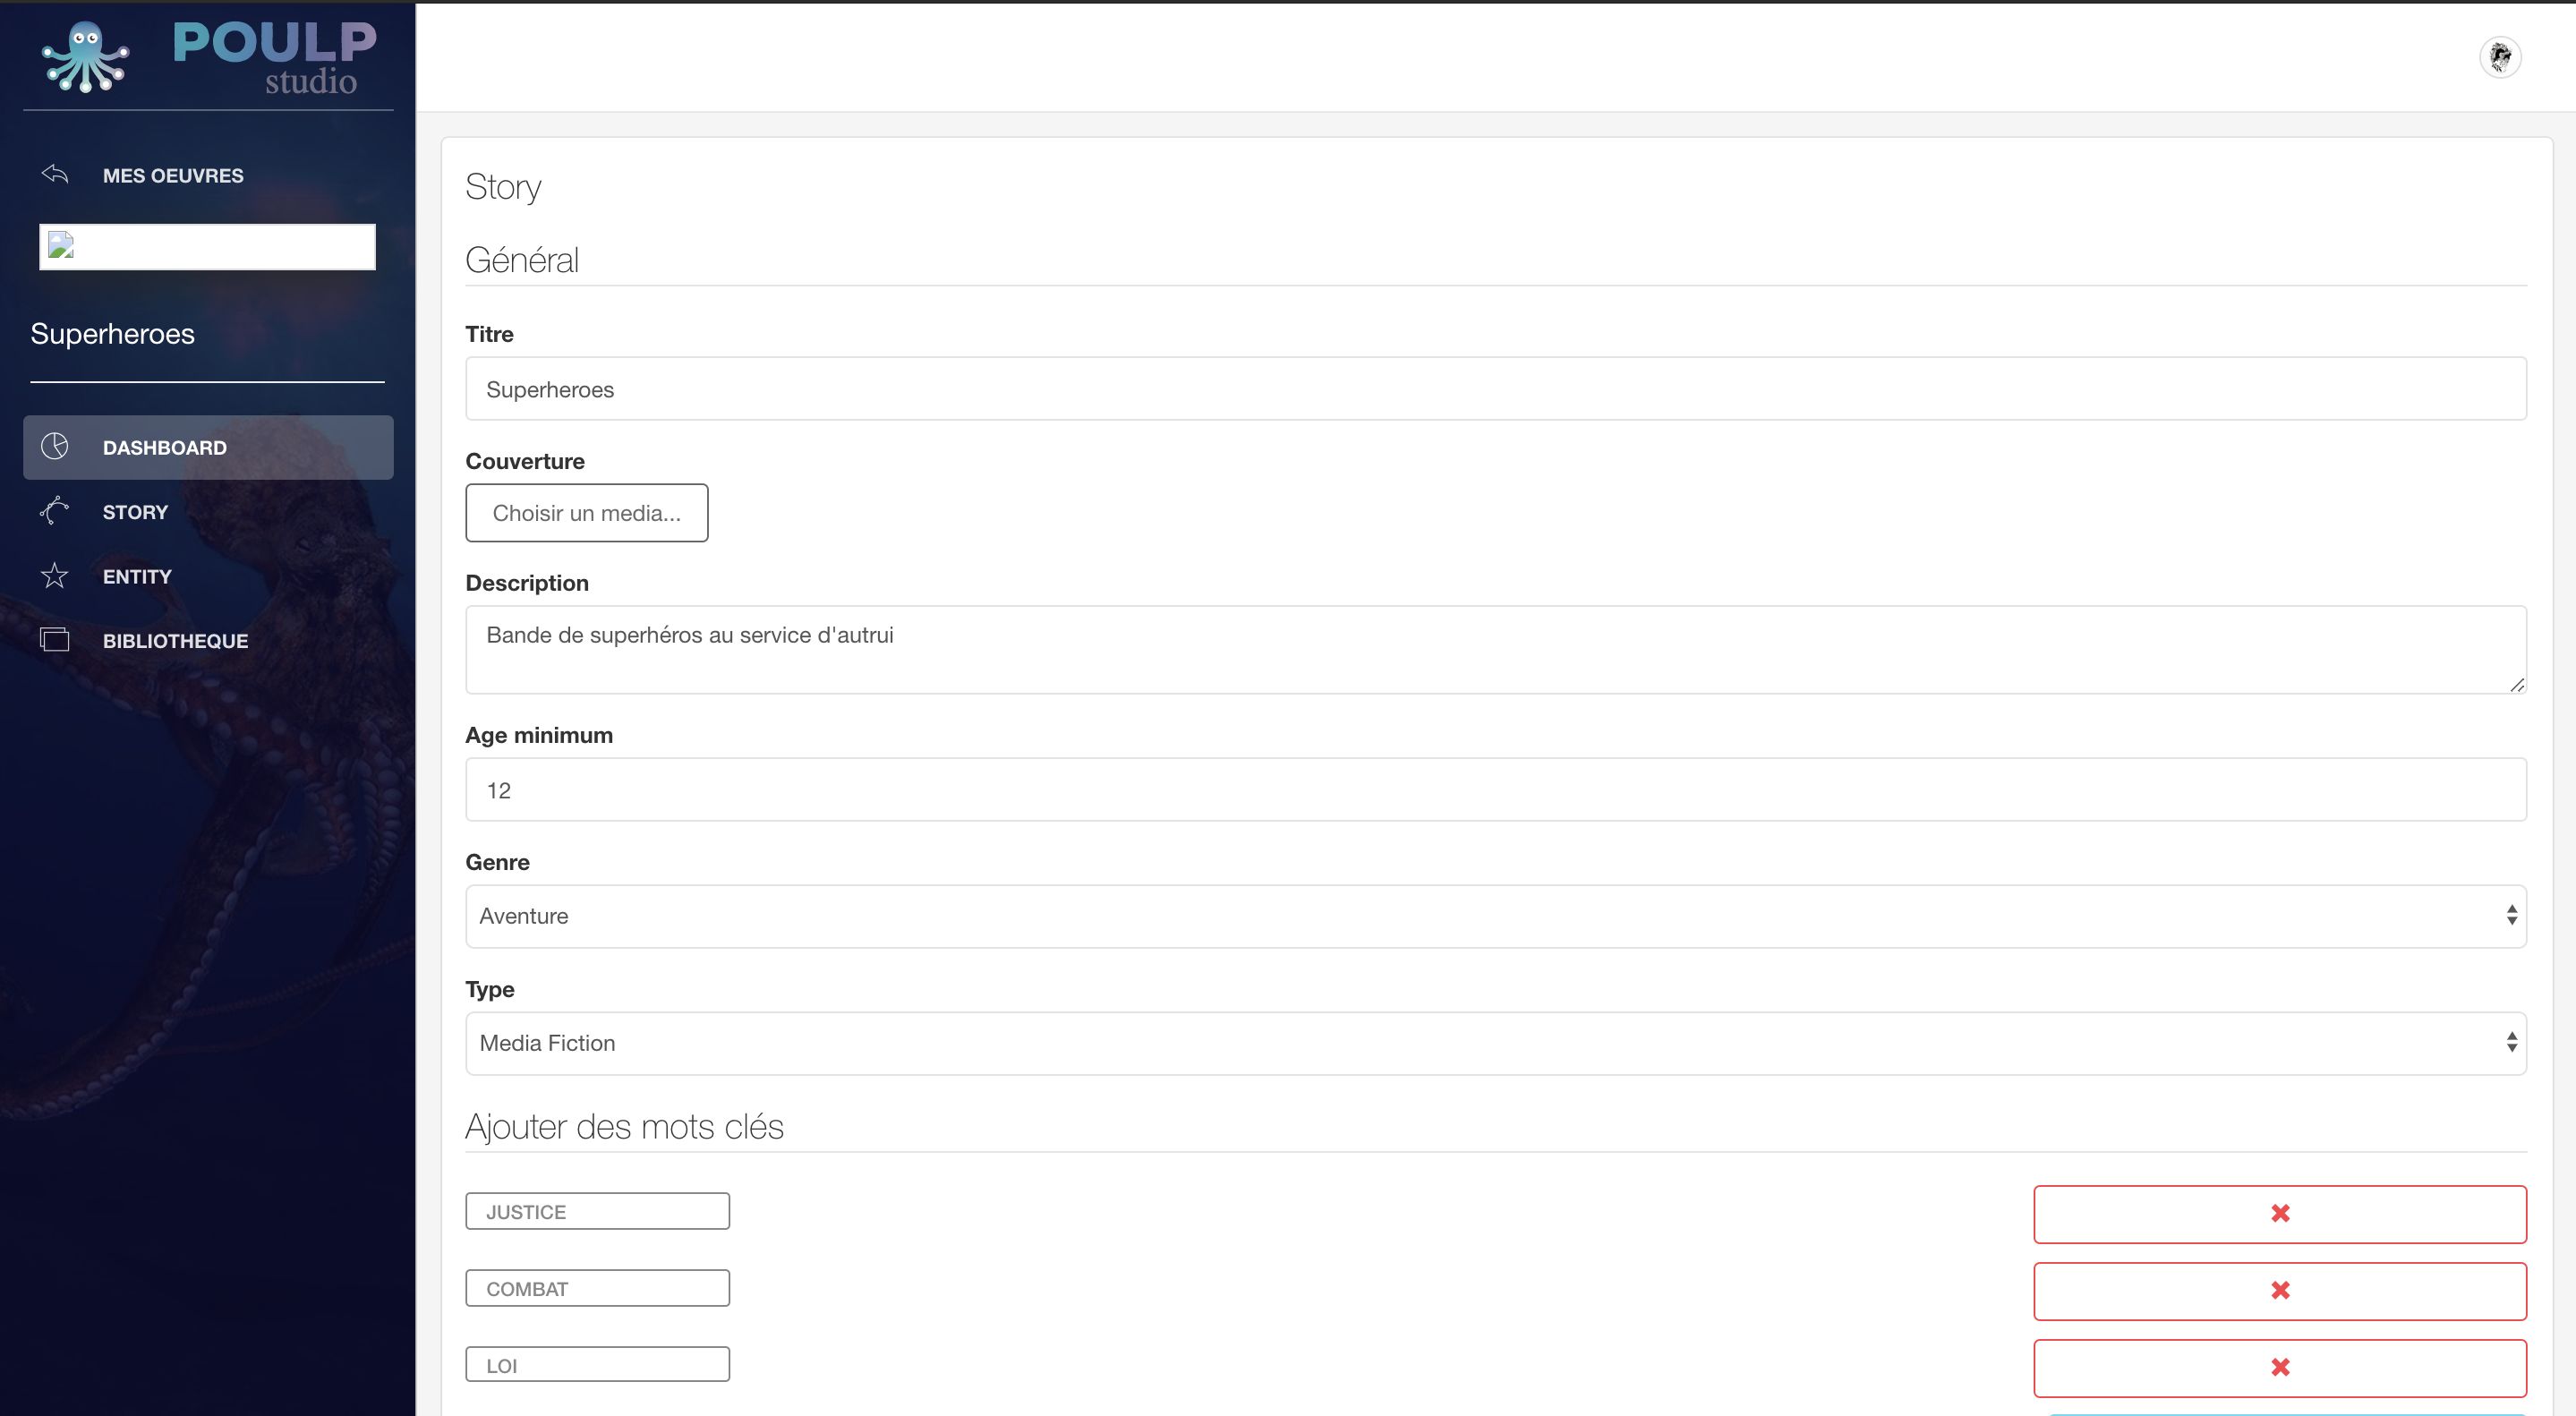 POULP
studio
MES OEUVRES
Superheroes
DASHBOARD
STORY
ENTITY
BIBLIOTHEQUE
Story
Général
Titre
Superheroes
Couverture
Choisir un media...
Description
Bande de superhéros au service d'autrui
Age minimum
12
Genre
Aventure
Type
Media Fiction
Ajouter des mots clés
JUSTICE
COMBAT
LOI